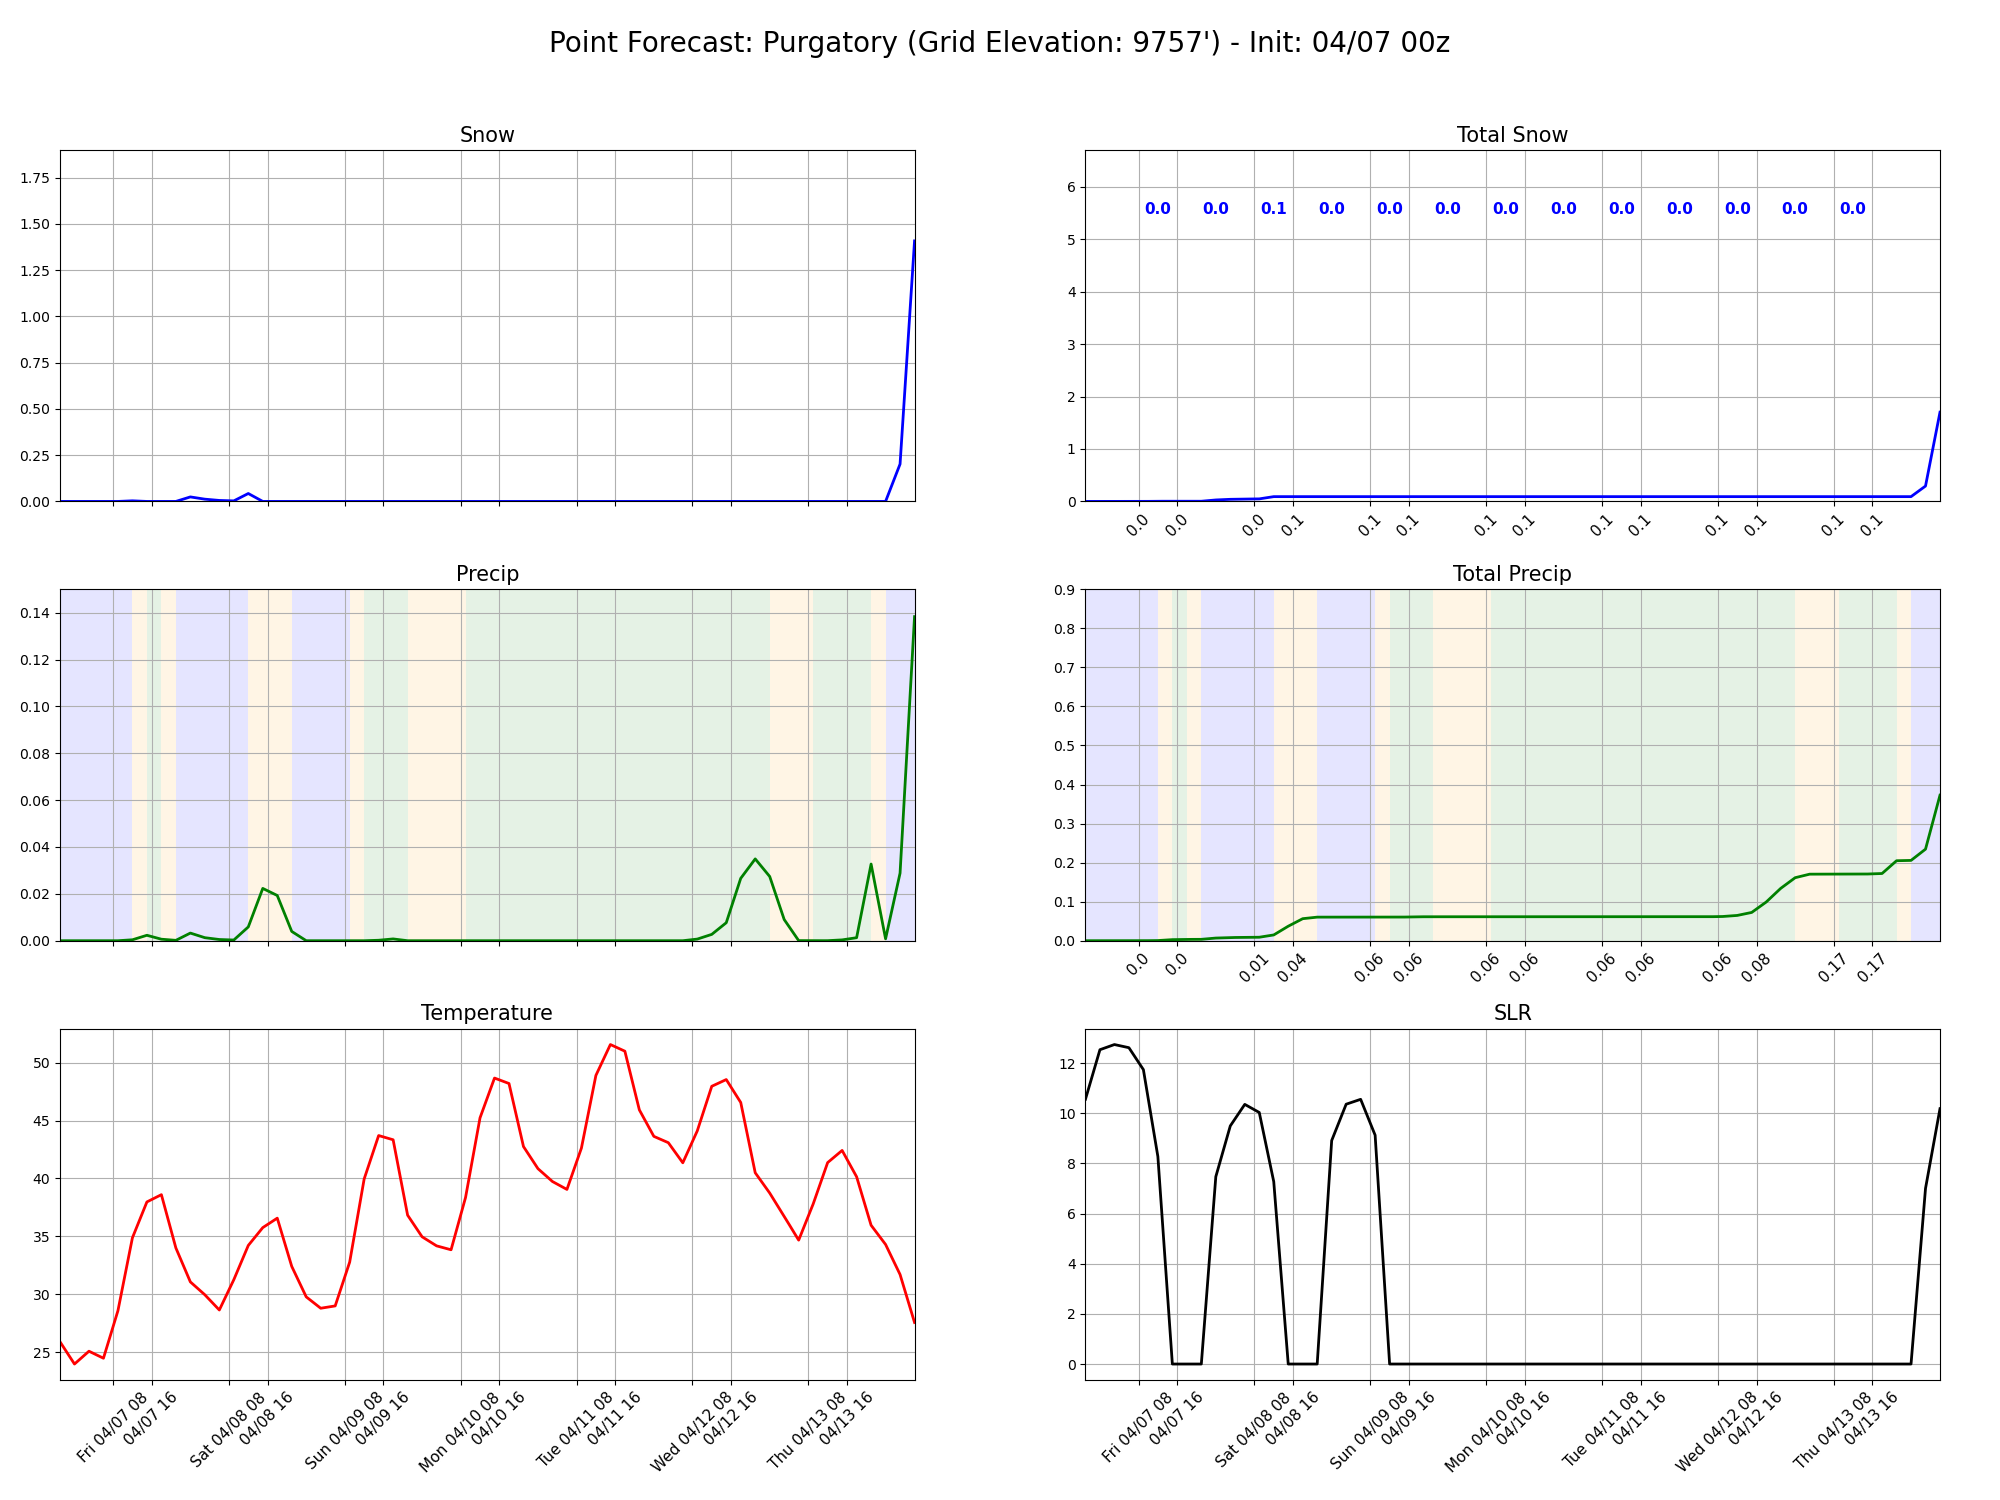 Point Forecast: Purgatory (Grid Elevation: 9757') - Init: 04/07 00z
Snow
1.75
1.50
1.25
1.00
0.75
0.50
0.25
0.00
Total Snow
6
5
4
3
2
1
0
0.0 0.0 0.1 0.0 0.0 0.0 0.0 0.0 0.0 0.0 0.0 0.0 0.0
0.0 0.0 0.0 0.1 0.1 0.1 0.1 0.1 0.1 0.1 0.1 0.1 0.1 0.1
Precip
0.14
0.12
0.10
0.08
0.06
0.04
0.02
0.00
Total Precip
0.9
0.8
0.7
0.6
0.5
0.4
0.3
0.2
0.1
0.0
0.0 0.0 0.01 0.04 0.06 0.06 0.06 0.06 0.06 0.06 0.06 0.08 0.17 0.17
Temperature
50
45
40
35
30
25
Fri 04/07 08
04/07 16
Sat 04/08 08
04/08 16
Sun 04/09 08
04/09 16
Mon 04/10 08
04/10 16
Tue 04/11 08
04/11 16
Wed 04/12 08
04/12 16
Thu 04/13 08
04/13 16
SLR
12
10
8
6
4
2
0
Fri 04/07 08
04/07 16
Sat 04/08 08
04/08 16
Sun 04/09 08
04/09 16
Mon 04/10 08
04/10 16
Tue 04/11 08
04/11 16
Wed 04/12 08
04/12 16
Thu 04/13 08
04/13 16